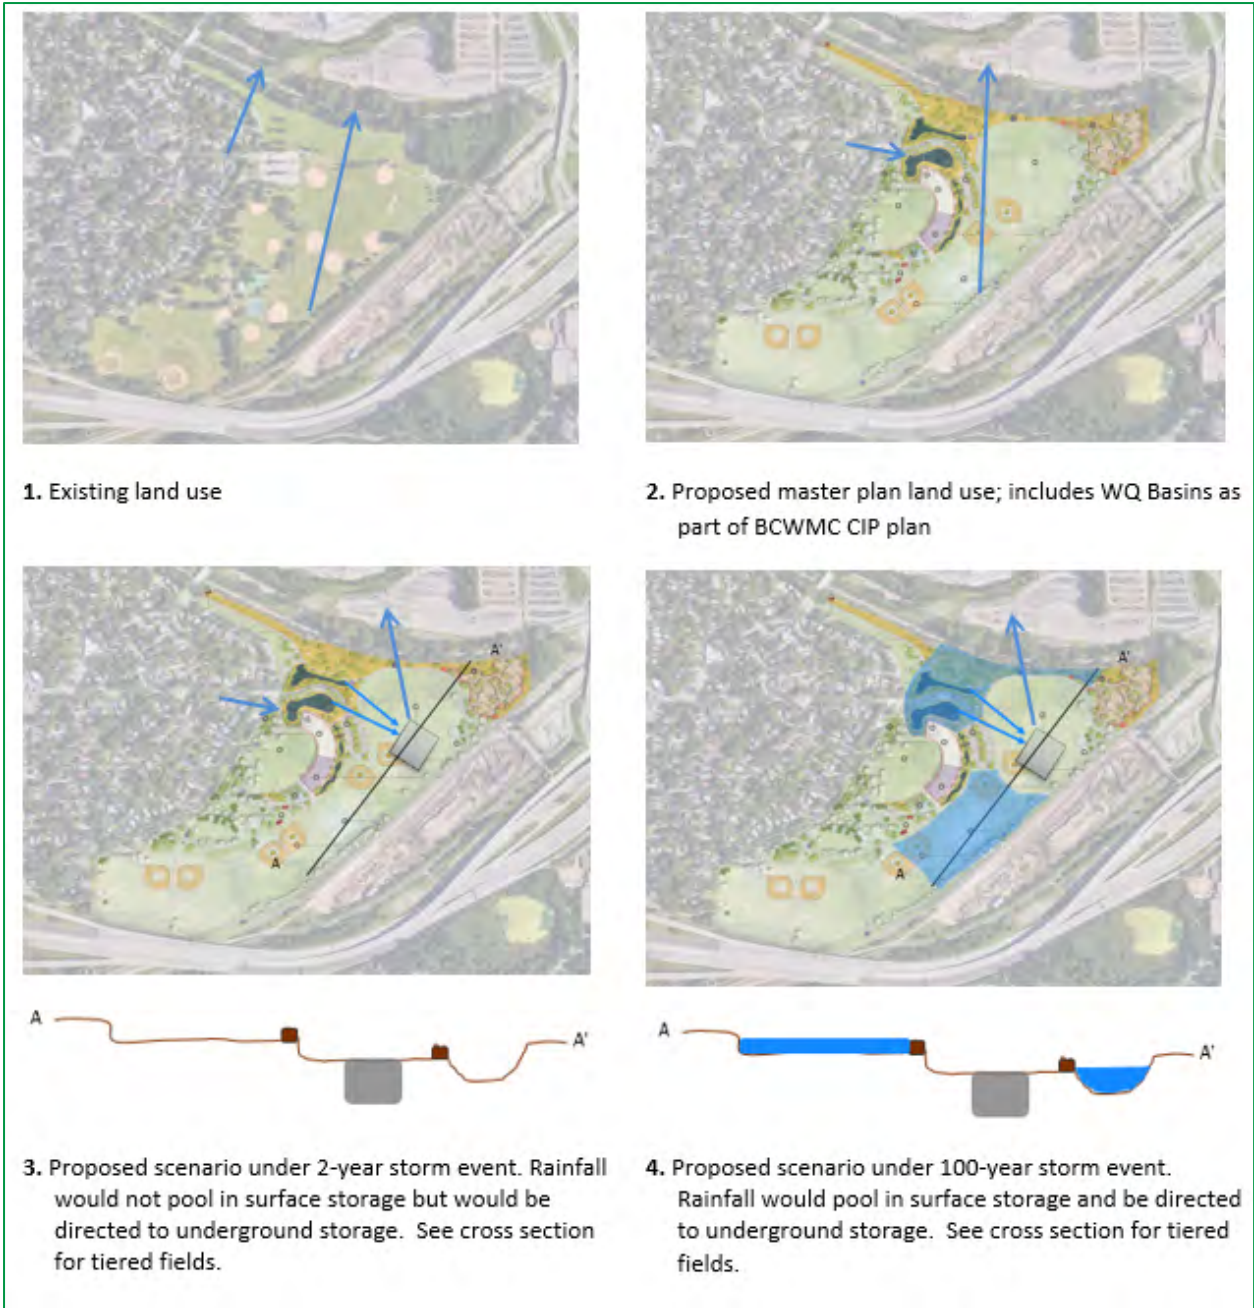 1. Existing land use
2. Proposed master plan land use; includes WQ Basins as
part of BCWMC CIP plan
A'
A
A'
A
A
A'
A
A'
3. Proposed scenario under 2-year storm event. Rainfall
would not pool in surface storage but would be
directed to underground storage.  See cross section
for tiered fields.
4. Proposed scenario under 100-year storm event.
Rainfall would pool in surface storage and be directed
to underground storage.  See cross section for tiered
fields.